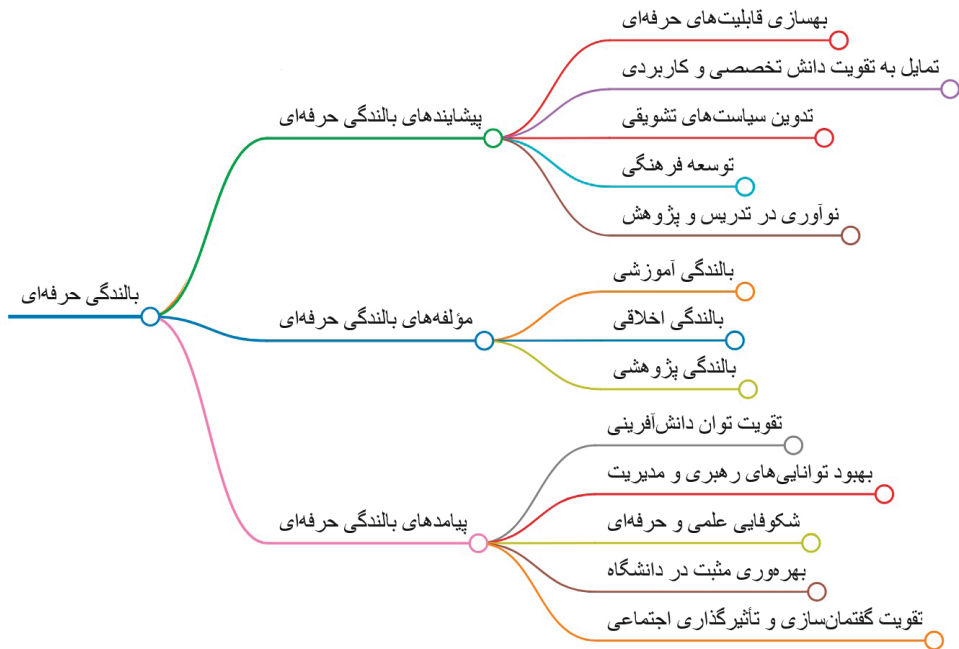 بالندگی حرفه‌ای
پیشایندهای بالندگی حرفه‌ای
بهسازی قابلیت‌های حرفه‌ای
تمایل به تقویت دانش تخصصی و کاربردی
تدوین سیاست‌های تشویقی
توسعه فرهنگی
نوآوری در تدریس و پژوهش
مؤلفه‌های بالندگی حرفه‌ای
بالندگی آموزشی
بالندگی اخلاقی
بالندگی پژوهشی
پیامدهای بالندگی حرفه‌ای
تقویت توان دانش‌آفرینی
بهبود توانایی‌های رهبری و مدیریت
شکوفایی علمی و حرفه‌ای
بهره‌وری مثبت در دانشگاه
تقویت گفتمان‌سازی و تأثیرگذاری اجتماعی